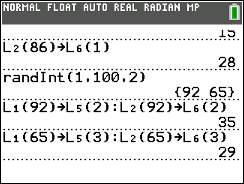 NORMAL FLOAT AUTO REAL RADIAN MP
15
L₂(86)→L₆(1)
28
randInt(1,100,2)
{92 65}
L₁(92)→L₅(2):L₂(92)→L₆(2)
35
L₁(65)→L₅(3):L₂(65)→L₆(3)
29